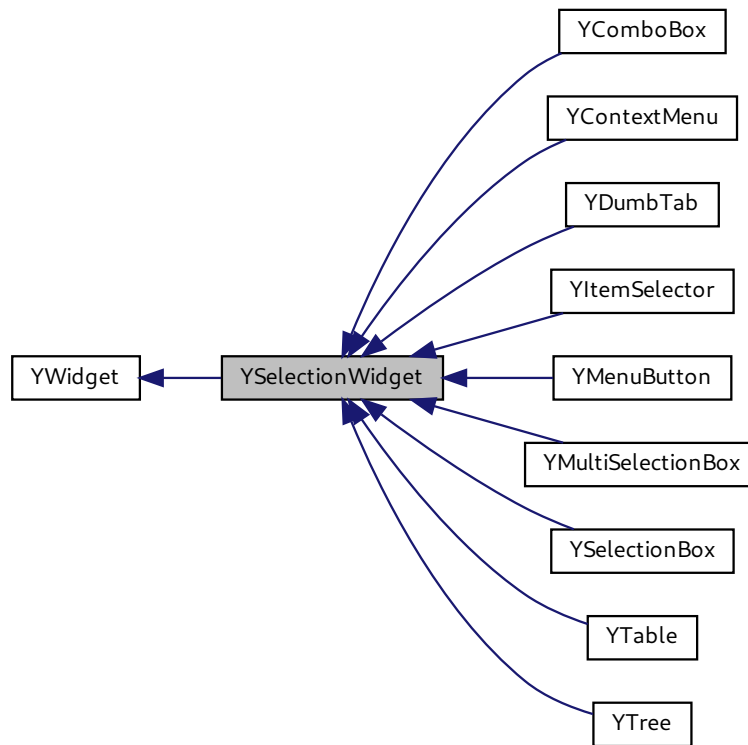 YComboBox
YContextMenu
YDumbTab
YItemSelector
YWidget
YSelectionWidget
YMenuButton
YMultiSelectionBox
YSelectionBox
YTable
YTree